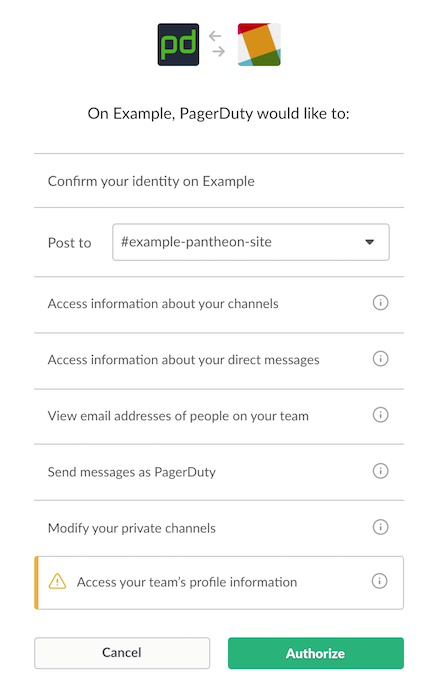 pd
On Example, PagerDuty would like to:
Confirm your identity on Example
Post to #example-pantheon-site
Access information about your channels
Access information about your direct messages
View email addresses of people on your team
Send messages as PagerDuty
Modify your private channels
Access your team's profile information
Cancel Authorize